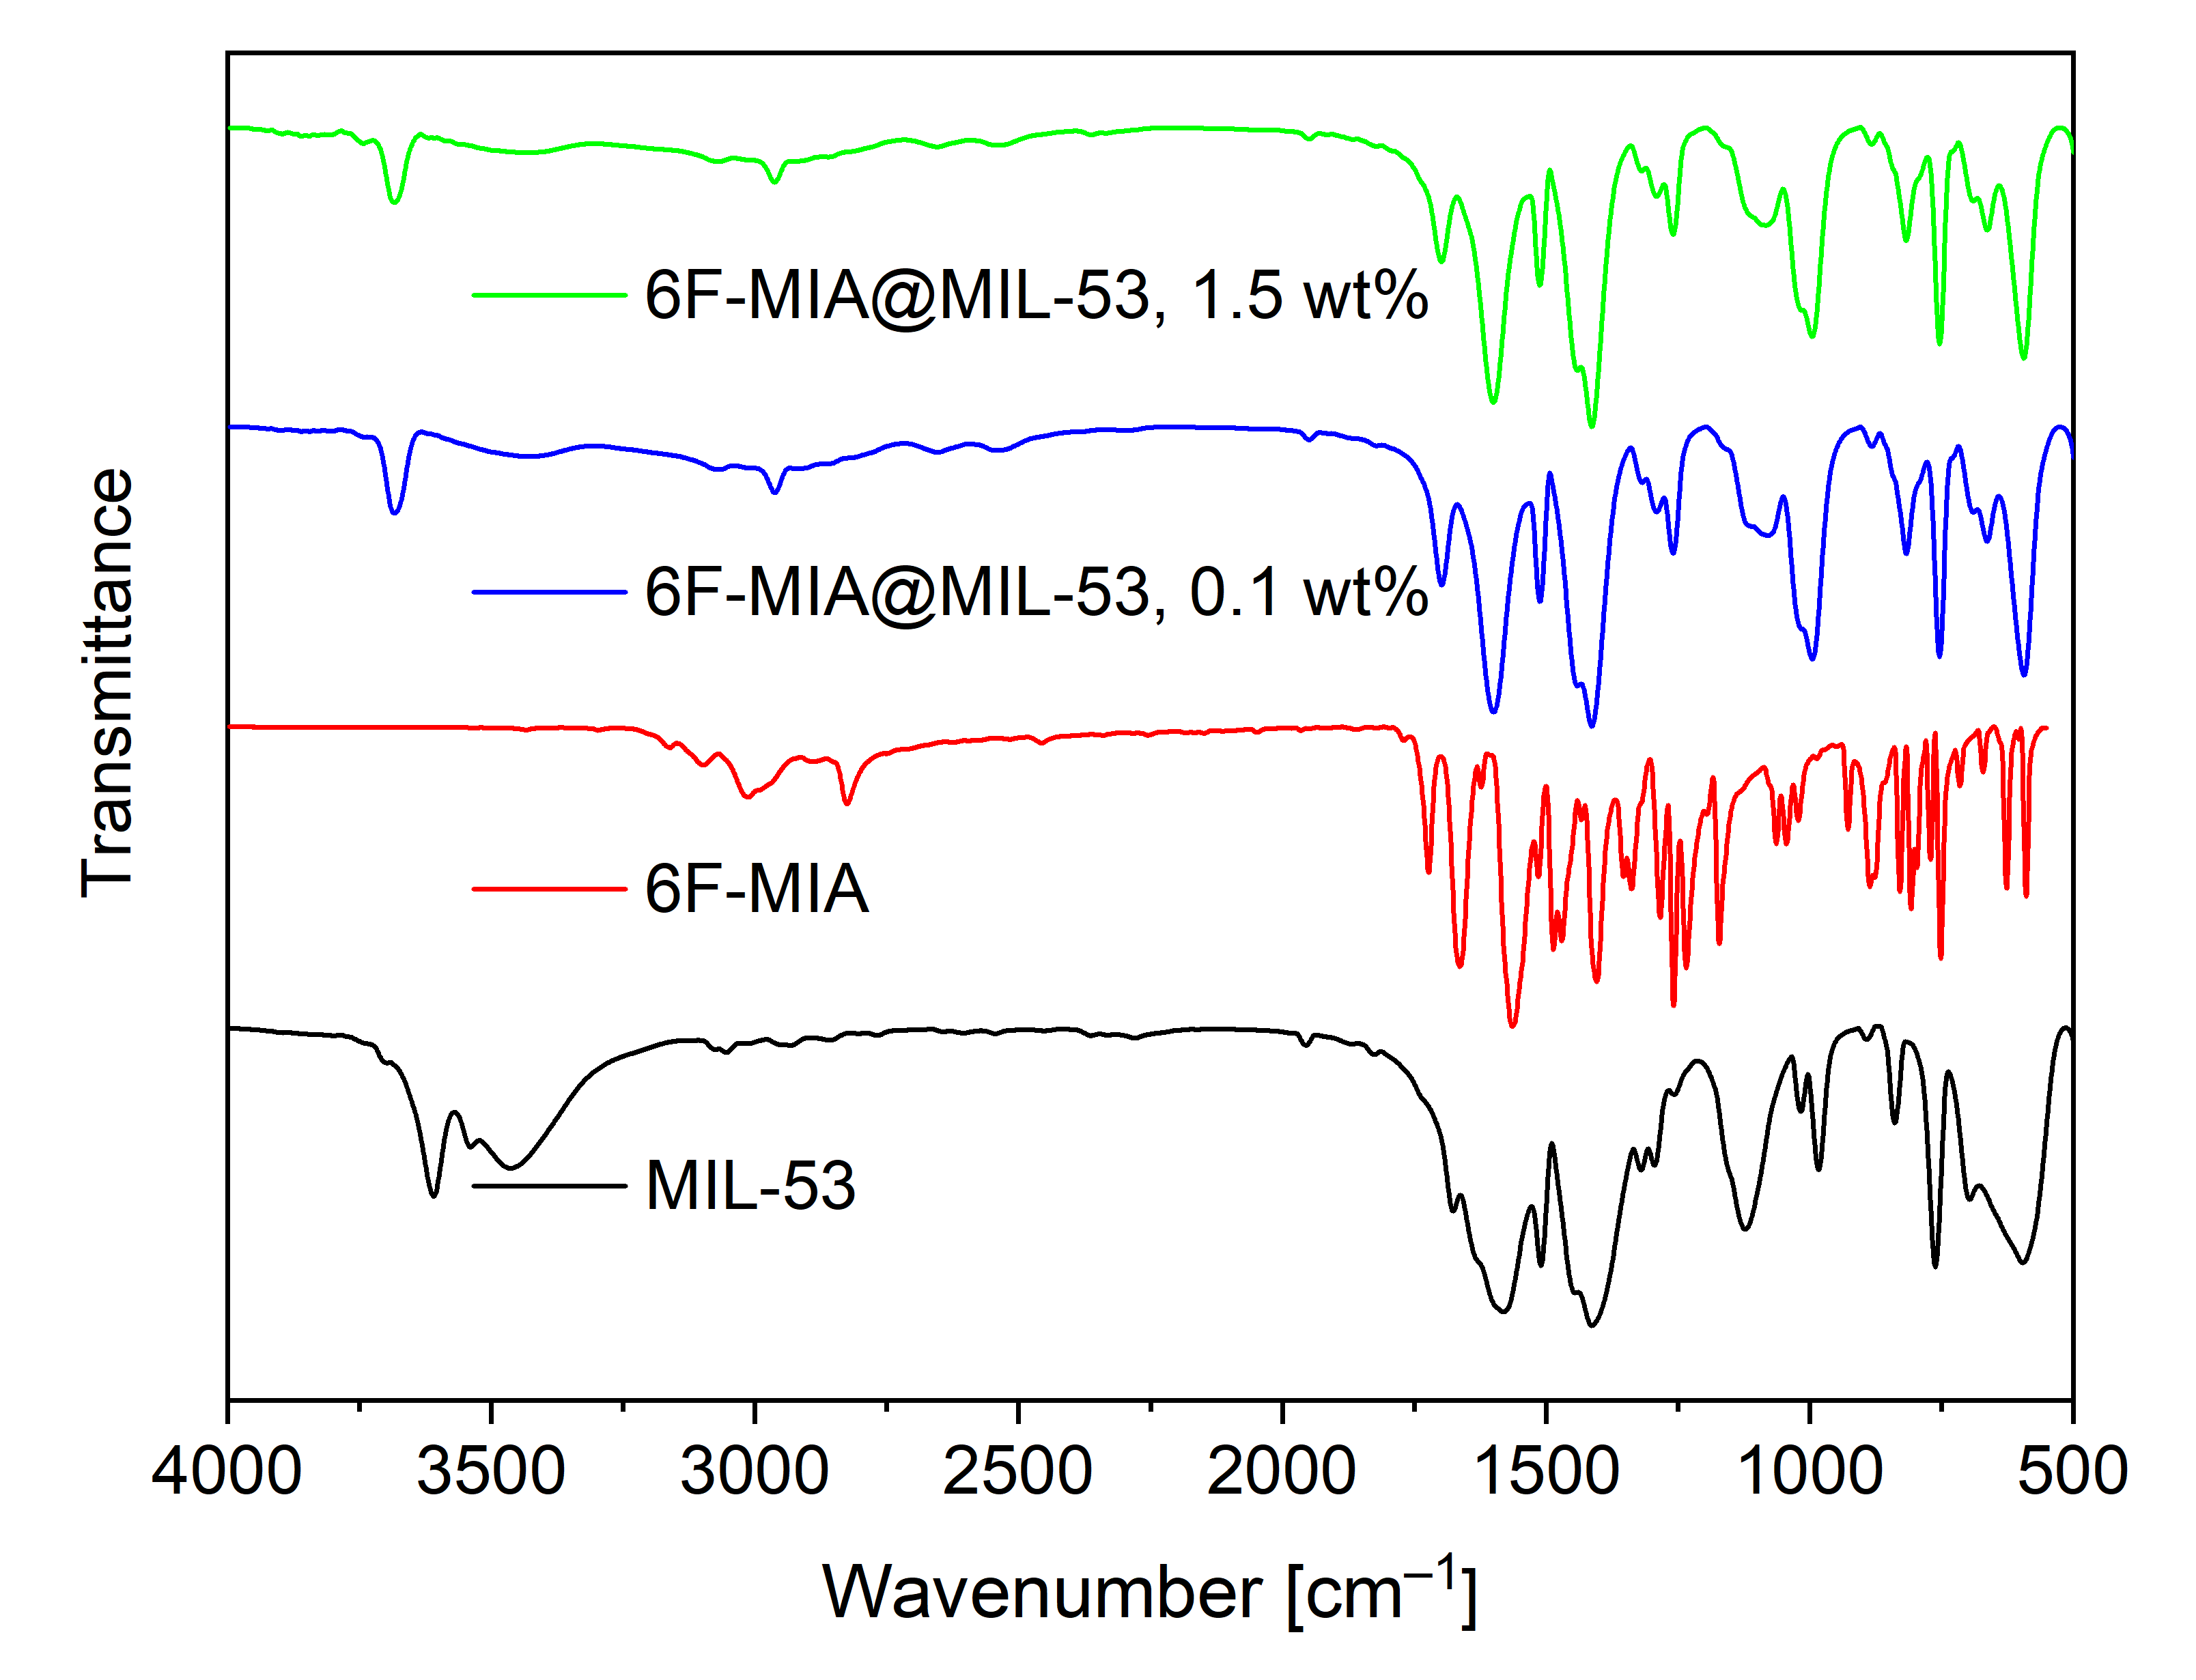 6F-MIA@MIL-53, 1.5 wt%
6F-MIA@MIL-53, 0.1 wt%
6F-MIA
MIL-53
Transmittance
4000 3500 3000 2500 2000 1500 1000 500
Wavenumber [cm⁻¹]